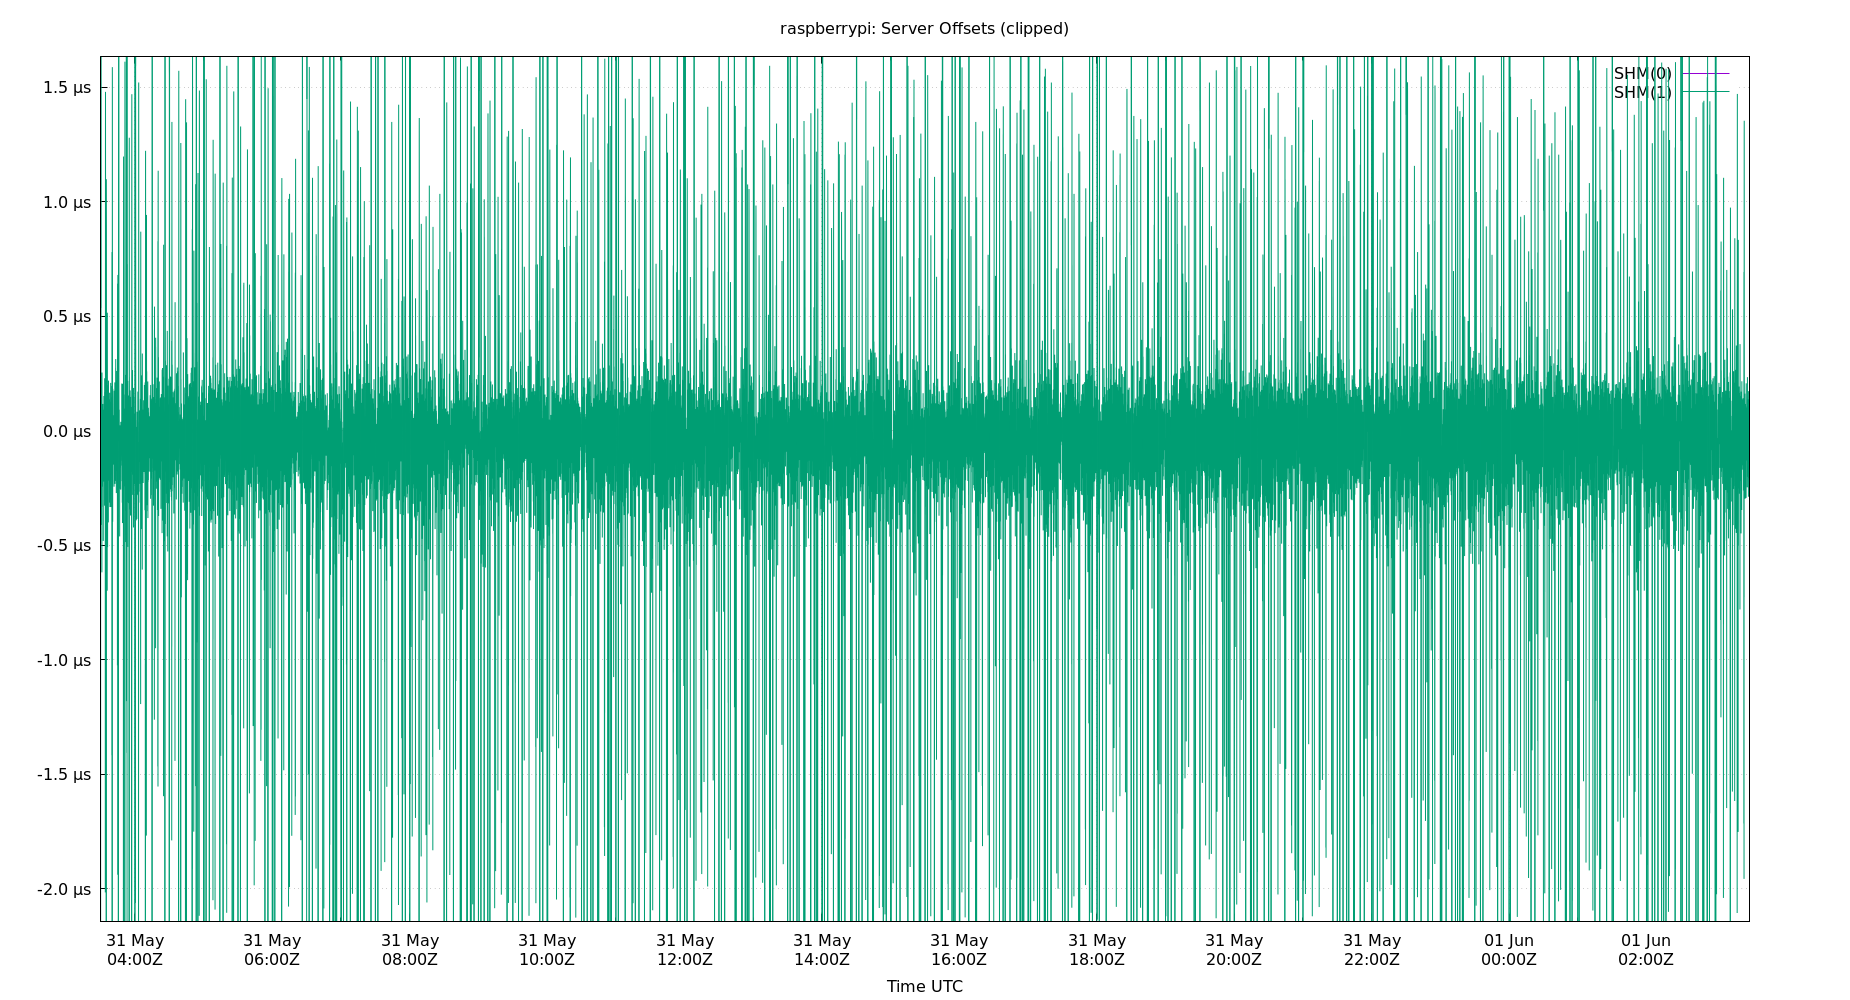 raspberrypi: Server Offsets (clipped)
SHM(0)
SHM(1)
1.5 µs
1.0 µs
0.5 µs
0.0 µs
-0.5 µs
-1.0 µs
-1.5 µs
-2.0 µs
31 May 31 May 31 May 31 May 31 May 31 May 31 May 31 May 31 May 31 May 01 Jun 01 Jun
04:00Z 06:00Z 08:00Z 10:00Z 12:00Z 14:00Z 16:00Z 18:00Z 20:00Z 22:00Z 00:00Z 02:00Z
Time UTC